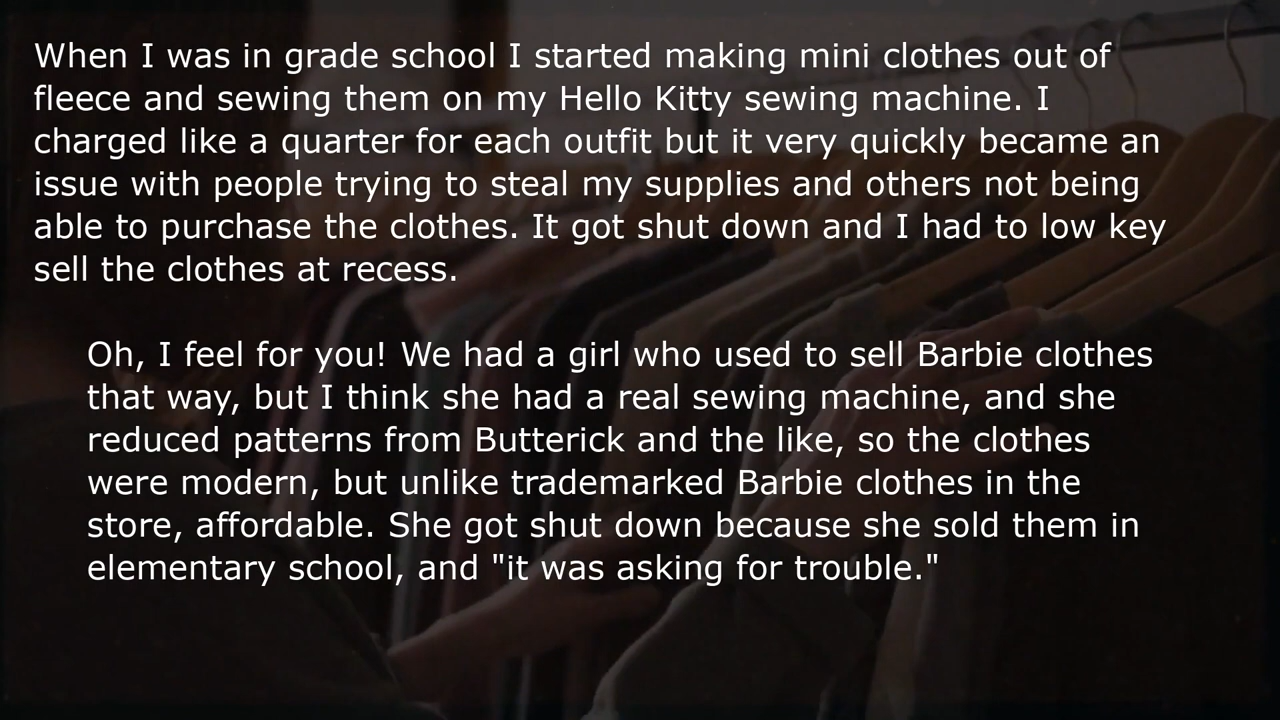 When I was in grade school I started making mini clothes out of
fleece and sewing them on my Hello Kitty sewing machine. I
charged like a quarter for each outfit but it very quickly became an
issue with people trying to steal my supplies and others not being
able to purchase the clothes. It got shut down and I had to low key
sell the clothes at recess.
Oh, I feel for you! We had a girl who used to sell Barbie clothes
that way, but I think she had a real sewing machine, and she
reduced patterns from Butterick and the like, so the clothes
were modern, but unlike trademarked Barbie clothes in the
store, affordable. She got shut down because she sold them in
elementary school, and "it was asking for trouble."